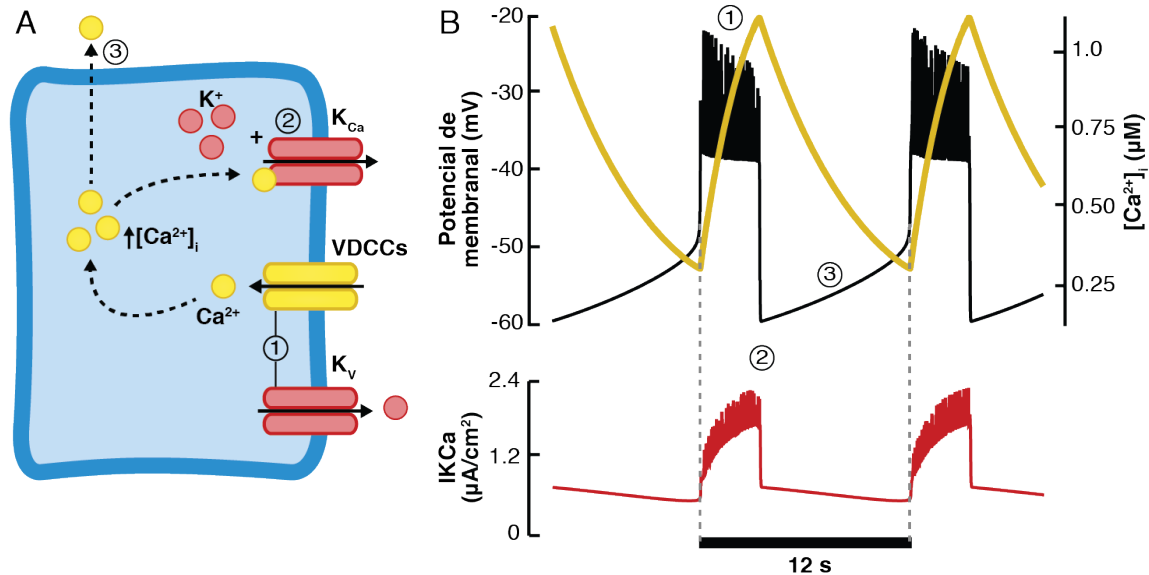 A
③
K⁺
②
K_Ca
+
↑[Ca²⁺]ᵢ
VDCCs
Ca²⁺
①
K_V
B
Potencial de
membranal (mV)
-20
-30
-40
-50
-60
①
③
1.0
0.75
0.50
0.25
[Ca²⁺]ᵢ (μM)
②
IKCa
(μA/cm²)
2.4
1.2
0
12 s